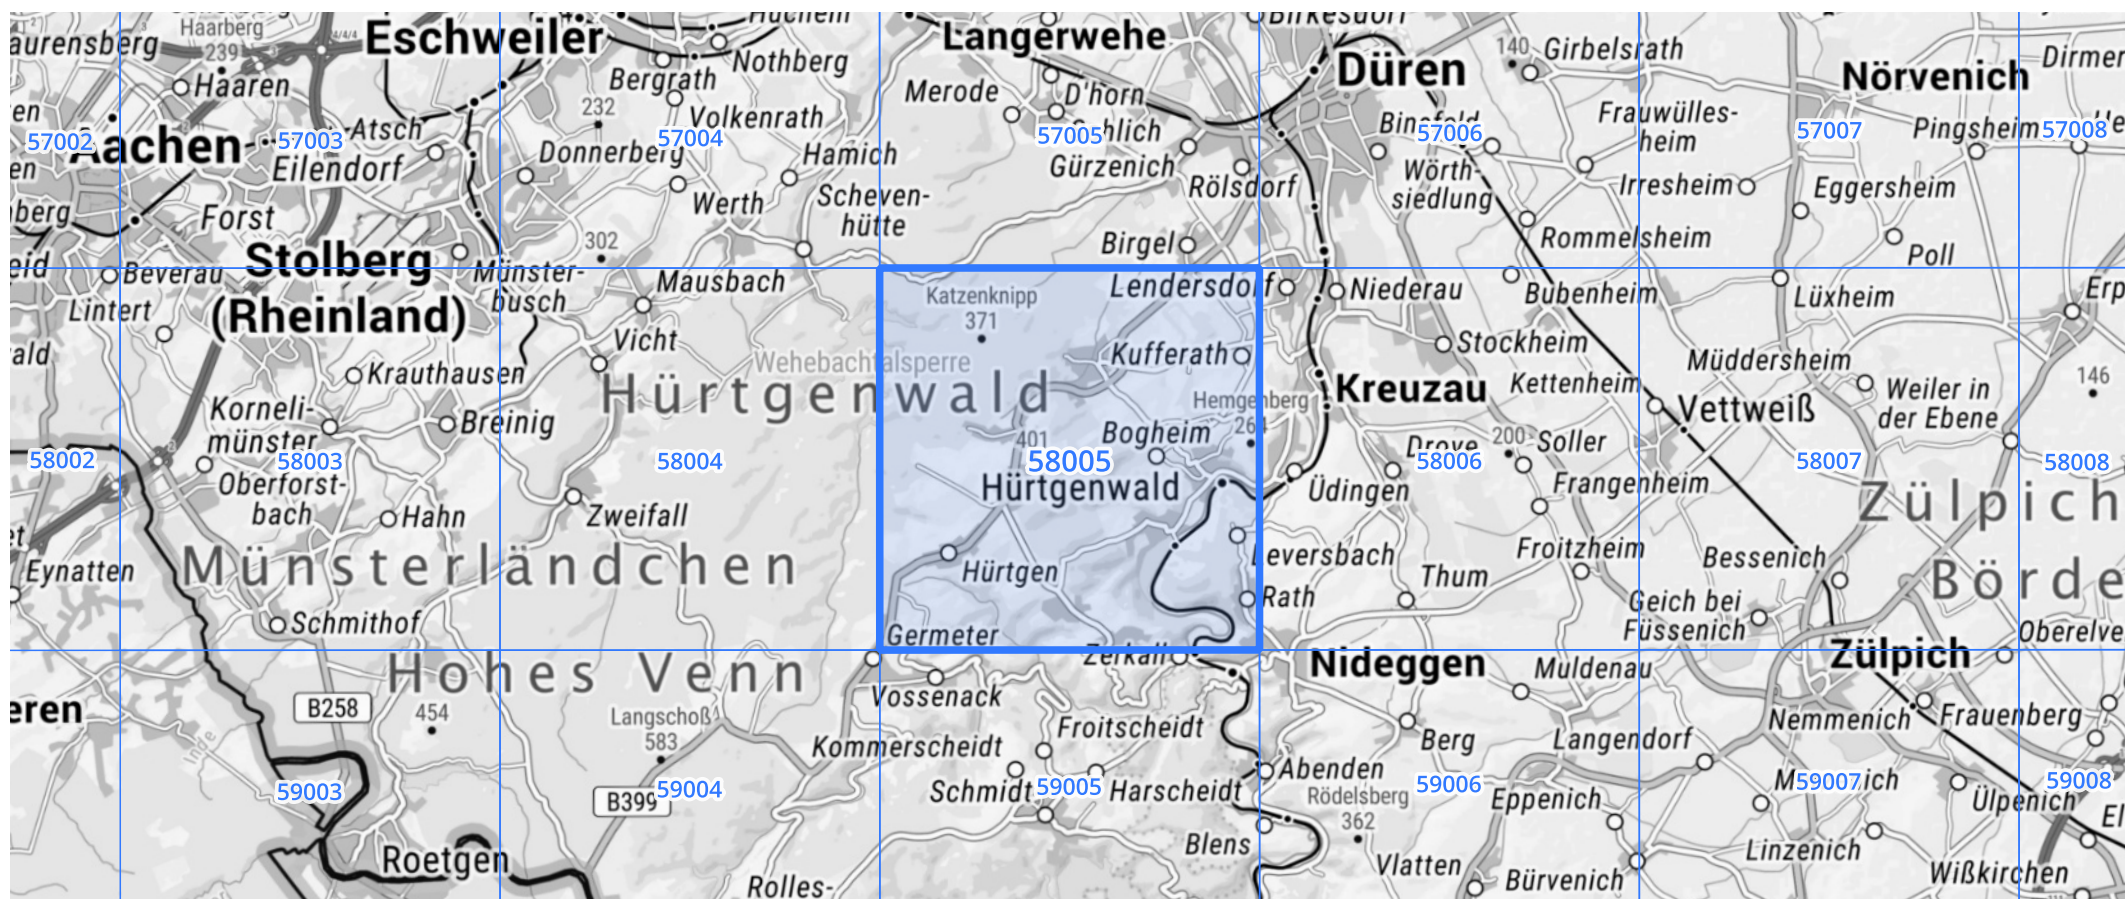 Haarberg
239
Haaren
Eschweiler
Nothberg
Bergrath
232
Volkenrath
Langerwehe
Merode
D'horn
Düren
140
Girbelsrath
Nörvenich
57002
Aachen
57003
Atsch
Eilendorf
Donnerberg
57004
Hamich
57005
Gürzenich
57006
Frauwülles-
heim
57007
Pingsheim
57008
Forst
Werth
Scheven-
hütte
Rölsdorf
Wörth-
siedlung
Irresheim
Eggersheim
302
Birgel
Rommelsheim
Poll
Stolberg
(Rheinland)
Beverau
Lintert
Münster-
busch
Mausbach
Katzenknipp
371
Lendersdorf
Niederau
Bubenheim
Lüxheim
Vicht
Wehebachtalsperre
Kufferath
Stockheim
Müddersheim
146
Krauthausen
Hürtgenwald
Hemgenberg
264
Kreuzau
Kettenheim
Vettweiß
Weiler in
der Ebene
Korneli-
münster
Breinig
401
Bogheim
Drove
200
Soller
58002
58003
58004
58005
58006
58007
58008
Oberforst-
bach
Hahn
Zweifall
Hürtgenwald
Üdingen
Frangenheim
Zülpich
Börde
Eynatten
Münsterländchen
Hürtgen
Leversbach
Thum
Froitzheim
Bessenich
Schmithof
Rath
Geich bei
Füssenich
Germeter
Zerkall
Zülpich
Hohes Venn
Vossenack
Nideggen
Muldenau
B258
454
Langschoß
583
Froitscheidt
Nemmenich
Frauenberg
Inde
Kommerscheidt
Berg
Langendorf
59003
B399
59004
Schmidt
59005
Harscheidt
Abenden
59006
Rödelsberg
362
Eppenich
59007
59008
Ülpenich
Roetgen
Rolles-
Blens
Vlatten
Bürvenich
Linzenich
Wißkirchen